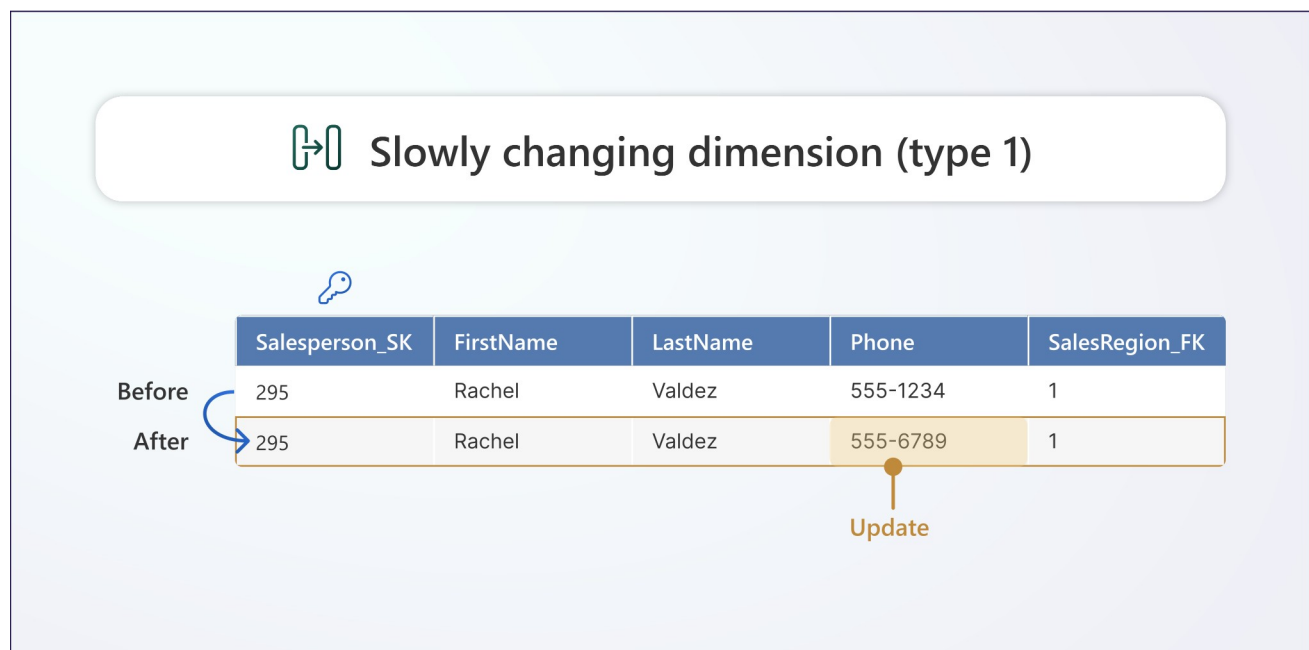 Slowly changing dimension (type 1)
Salesperson_SK FirstName LastName Phone SalesRegion_FK
Before 295 Rachel Valdez 555-1234 1
After 295 Rachel Valdez 555-6789 1
Update